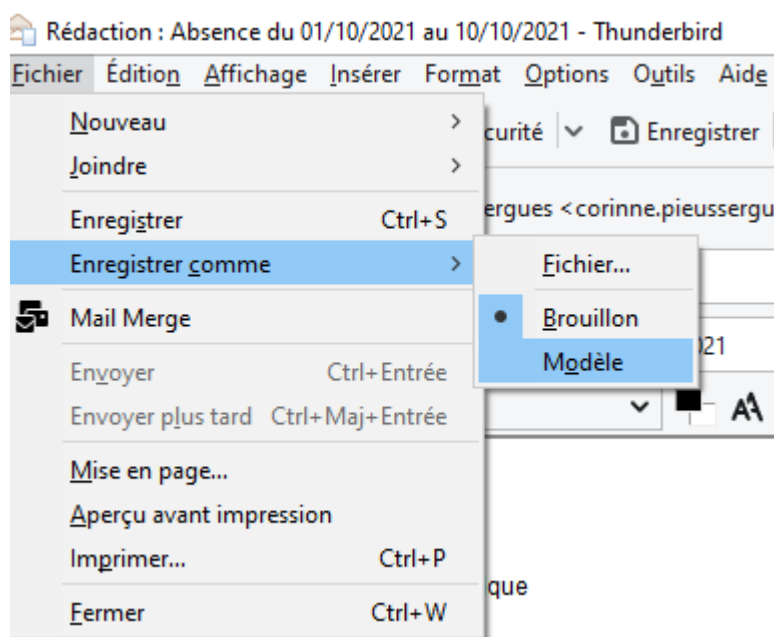 Rédaction : Absence du 01/10/2021 au 10/10/2021 - Thunderbird
Fichier Édition Affichage Insérer Format Options Outils Aide
Nouveau
curité Enregistrer
Joindre
Enregistrer Ctrl+S
ergues <corinne.pieussergu
Enregistrer comme
Fichier...
Mail Merge
Brouillon
21
Modèle
Envoyer Ctrl+Entrée
Envoyer plus tard Ctrl+Maj+Entrée
Mise en page...
Aperçu avant impression
Imprimer... Ctrl+P
que
Fermer Ctrl+W